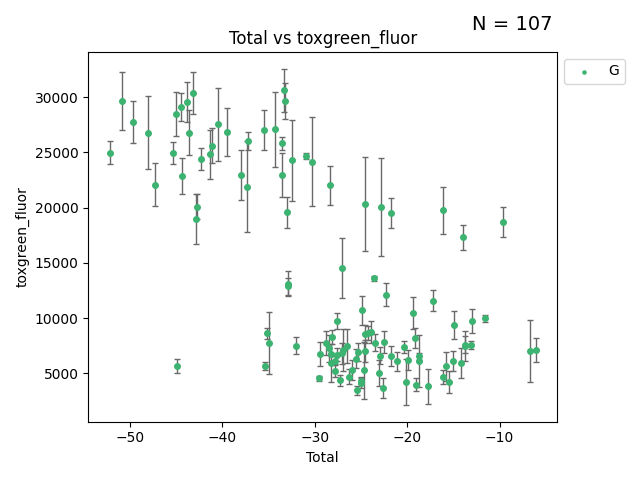 N = 107
Total vs toxgreen_fluor
G
toxgreen_fluor
30000
25000
20000
15000
10000
5000
−50 −40 −30 −20 −10
Total